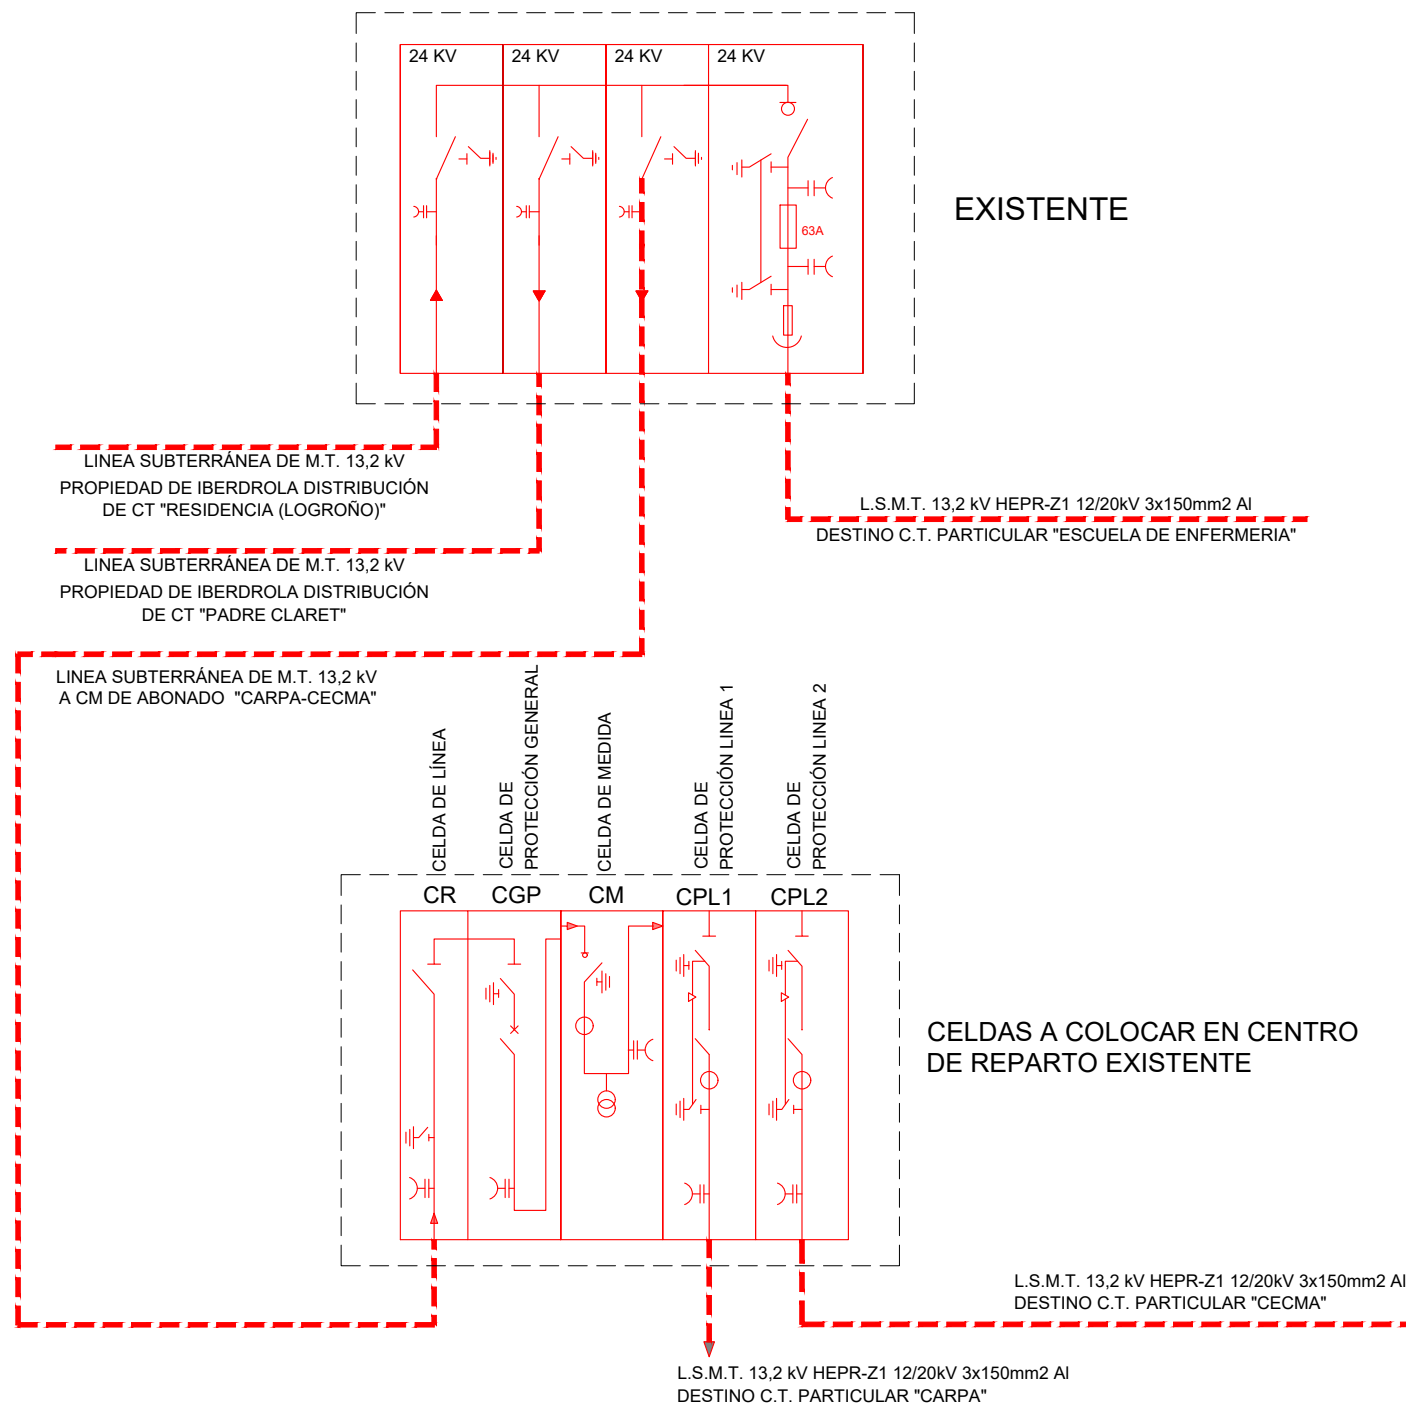 24 KV
24 KV
24 KV
24 KV
63A
EXISTENTE
LINEA SUBTERRÁNEA DE M.T. 13,2 kV
PROPIEDAD DE IBERDROLA DISTRIBUCIÓN
DE CT "RESIDENCIA (LOGROÑO)"
L.S.M.T. 13,2 kV HEPR-Z1 12/20kV 3x150mm2 Al
DESTINO C.T. PARTICULAR "ESCUELA DE ENFERMERIA"
LINEA SUBTERRÁNEA DE M.T. 13,2 kV
PROPIEDAD DE IBERDROLA DISTRIBUCIÓN
DE CT "PADRE CLARET"
LINEA SUBTERRÁNEA DE M.T. 13,2 kV
A CM DE ABONADO "CARPA-CECMA"
CELDA DE LÍNEA
CELDA DE
PROTECCIÓN GENERAL
CELDA DE MEDIDA
CELDA DE
PROTECCIÓN LINEA 1
CELDA DE
PROTECCIÓN LINEA 2
CR
CGP
CM
CPL1
CPL2
CELDAS A COLOCAR EN CENTRO
DE REPARTO EXISTENTE
L.S.M.T. 13,2 kV HEPR-Z1 12/20kV 3x150mm2 Al
DESTINO C.T. PARTICULAR "CECMA"
L.S.M.T. 13,2 kV HEPR-Z1 12/20kV 3x150mm2 Al
DESTINO C.T. PARTICULAR "CARPA"